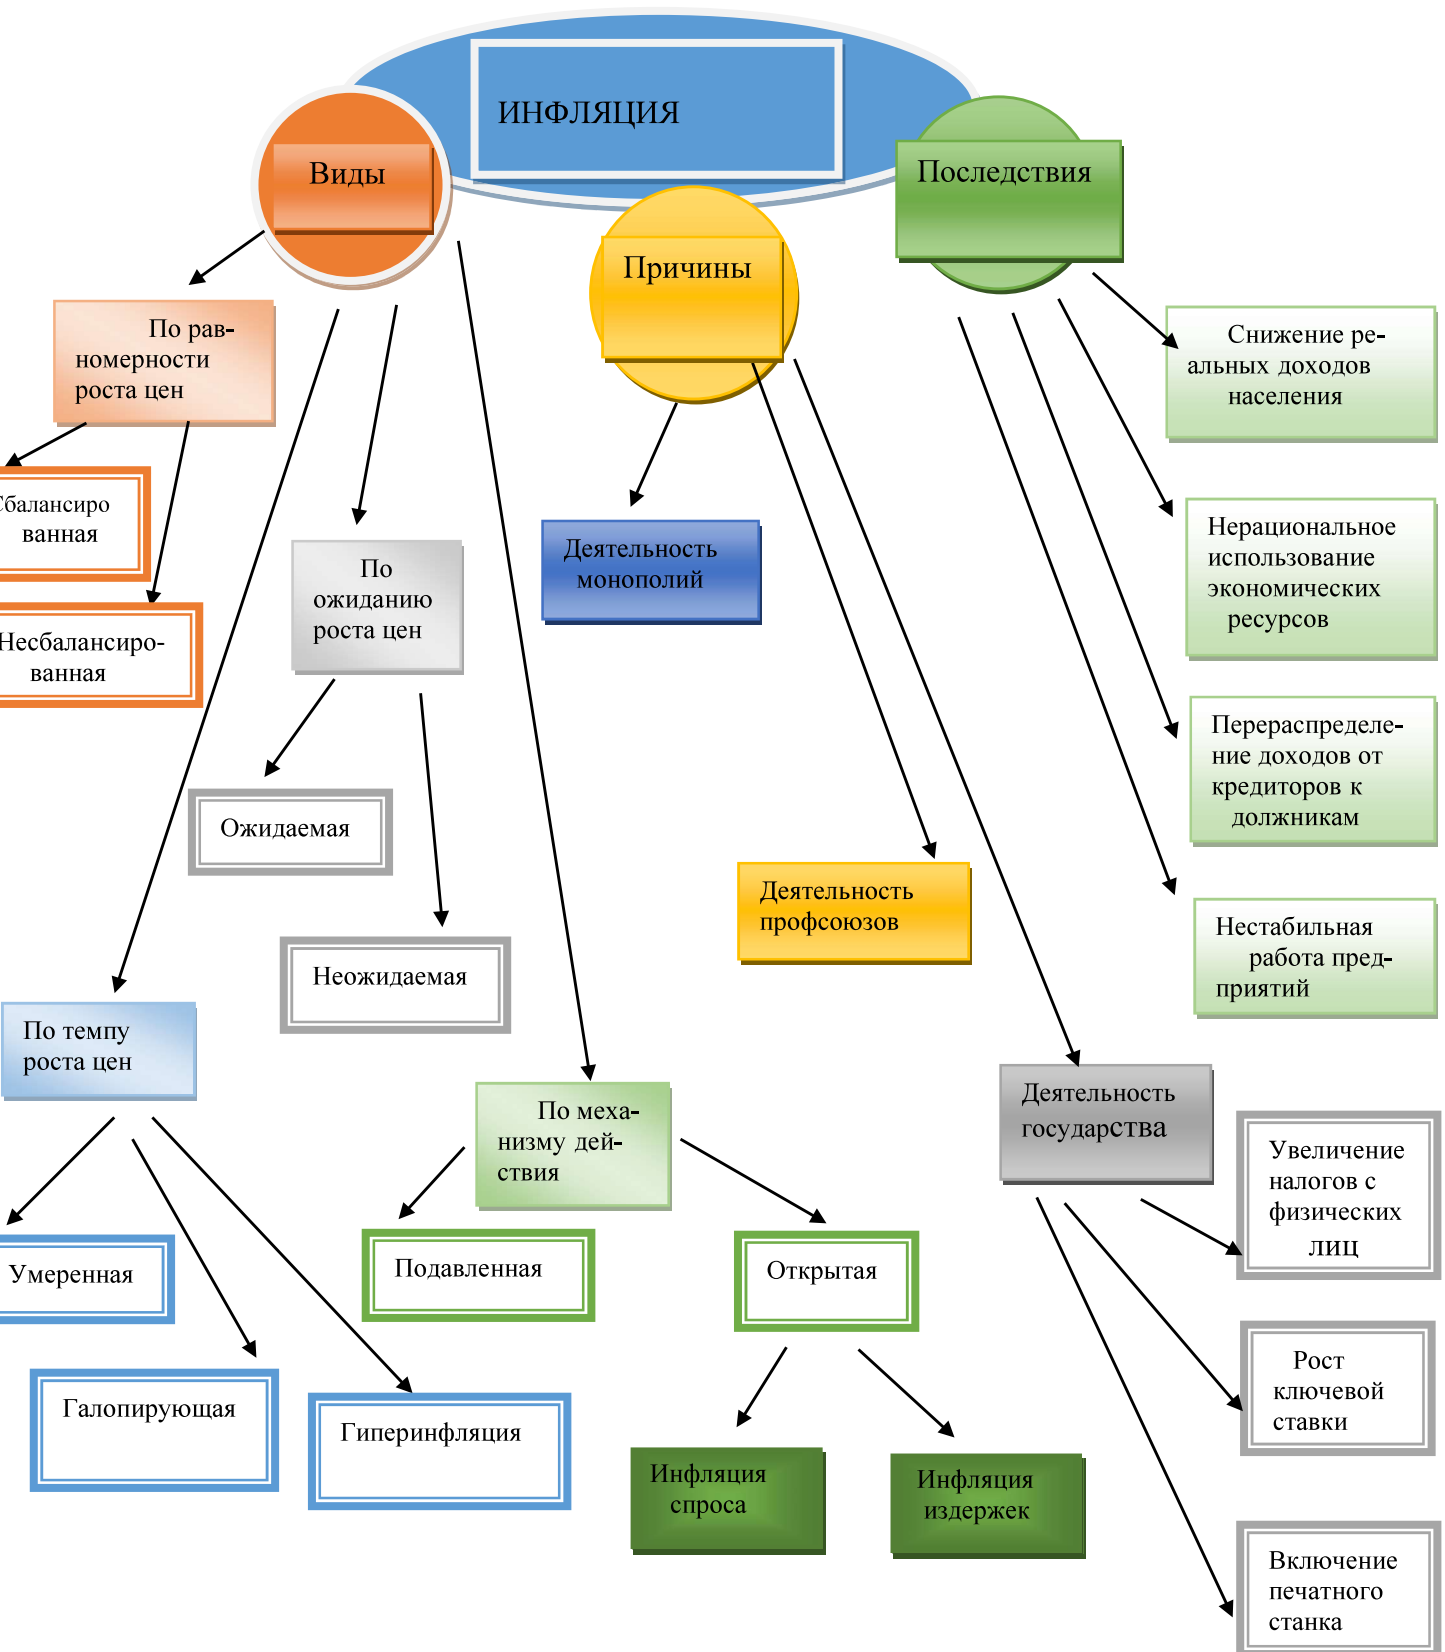 ИНФЛЯЦИЯ
Виды
Причины
Последствия
По рав-
номерности
роста цен
Сбалансиро
ванная
Несбалансиро-
ванная
По
ожиданию
роста цен
Ожидаемая
Неожидаемая
По темпу
роста цен
Умеренная
Галопирующая
Гиперинфляция
По меха-
низму дей-
ствия
Подавленная
Открытая
Инфляция
спроса
Инфляция
издержек
Деятельность
монополий
Деятельность
профсоюзов
Деятельность
государства
Увеличение
налогов с
физических
лиц
Рост
ключевой
ставки
Включение
печатного
станка
Снижение ре-
альных доходов
населения
Нерациональное
использование
экономических
ресурсов
Перераспределе-
ние доходов от
кредиторов к
должникам
Нестабильная
работа пред-
приятий